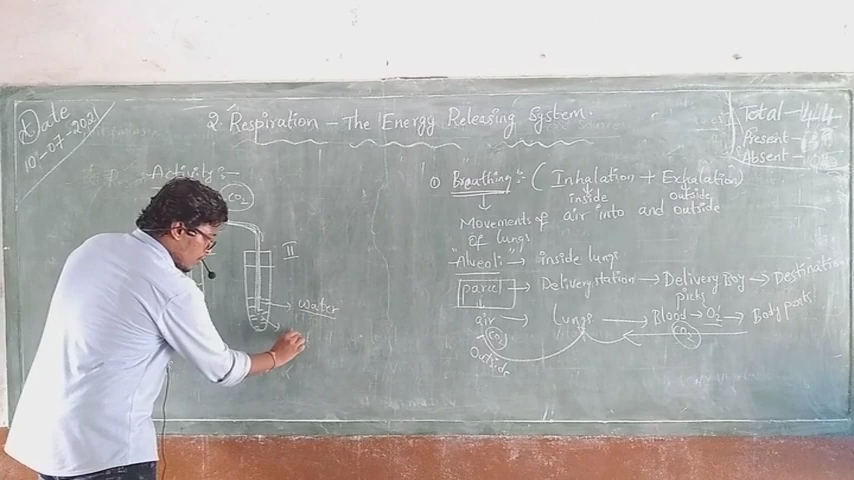 Date
10-07-2021
2. Respiration - The Energy Releasing System.
Total - 44
Present -
Absent -
Activity :-
CO2
II
water
① Breathing :- ( Inhalation + Exhalation)
inside outside
Movements of air into and outside
of lungs
"Alveoli" → inside lungs
parcel → Delivery station → Delivery Boy → Destination
picks
air → Lungs → Blood → O2 → Body parts
CO2 CO2
Outside